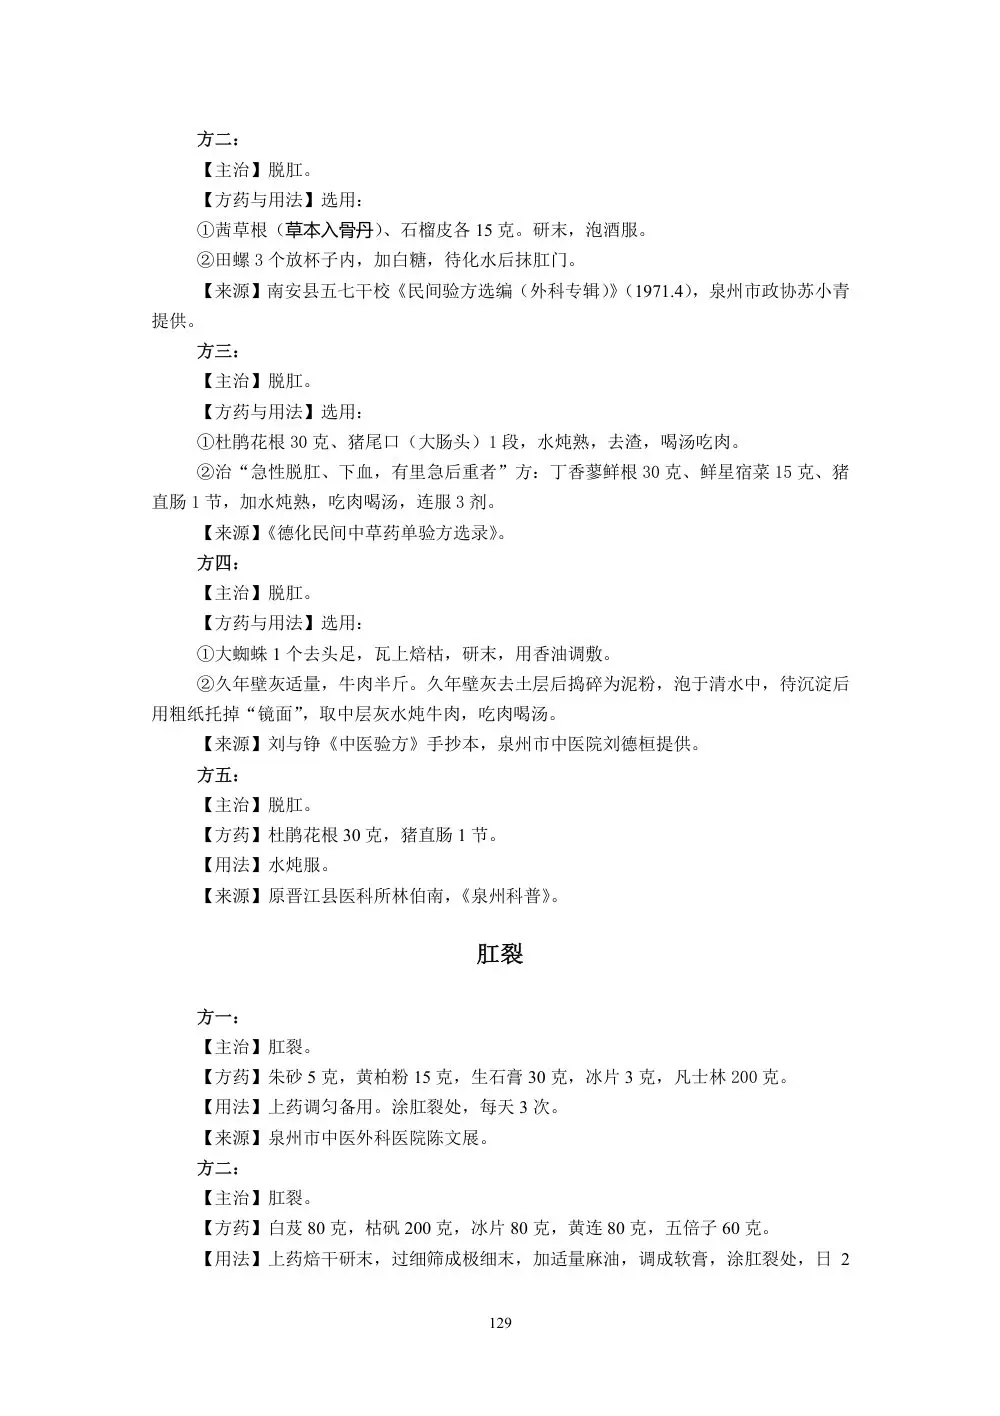 方二：
【主治】脱肛。
【方药与用法】选用：
①茜草根（草本入骨丹）、石榴皮各 15 克。研末，泡酒服。
②田螺 3 个放杯子内，加白糖，待化水后抹肛门。
【来源】南安县五七干校《民间验方选编（外科专辑）》（1971.4），泉州市政协苏小青
提供。
方三：
【主治】脱肛。
【方药与用法】选用：
①杜鹃花根 30 克、猪尾口（大肠头）1 段，水炖熟，去渣，喝汤吃肉。
②治“急性脱肛、下血，有里急后重者”方：丁香蓼鲜根 30 克、鲜星宿菜 15 克、猪
直肠 1 节，加水炖熟，吃肉喝汤，连服 3 剂。
【来源】《德化民间中草药单验方选录》。
方四：
【主治】脱肛。
【方药与用法】选用：
①大蜘蛛 1 个去头足，瓦上焙枯，研末，用香油调敷。
②久年壁灰适量，牛肉半斤。久年壁灰去土层后捣碎为泥粉，泡于清水中，待沉淀后
用粗纸托掉“镜面”，取中层灰水炖牛肉，吃肉喝汤。
【来源】刘与铮《中医验方》手抄本，泉州市中医院刘德桓提供。
方五：
【主治】脱肛。
【方药】杜鹃花根 30 克，猪直肠 1 节。
【用法】水炖服。
【来源】原晋江县医科所林伯南，《泉州科普》。
肛裂
方一：
【主治】肛裂。
【方药】朱砂 5 克，黄柏粉 15 克，生石膏 30 克，冰片 3 克，凡士林 200 克。
【用法】上药调匀备用。涂肛裂处，每天 3 次。
【来源】泉州市中医外科医院陈文展。
方二：
【主治】肛裂。
【方药】白芨 80 克，枯矾 200 克，冰片 80 克，黄连 80 克，五倍子 60 克。
【用法】上药焙干研末，过细筛成极细末，加适量麻油，调成软膏，涂肛裂处，日 2
129